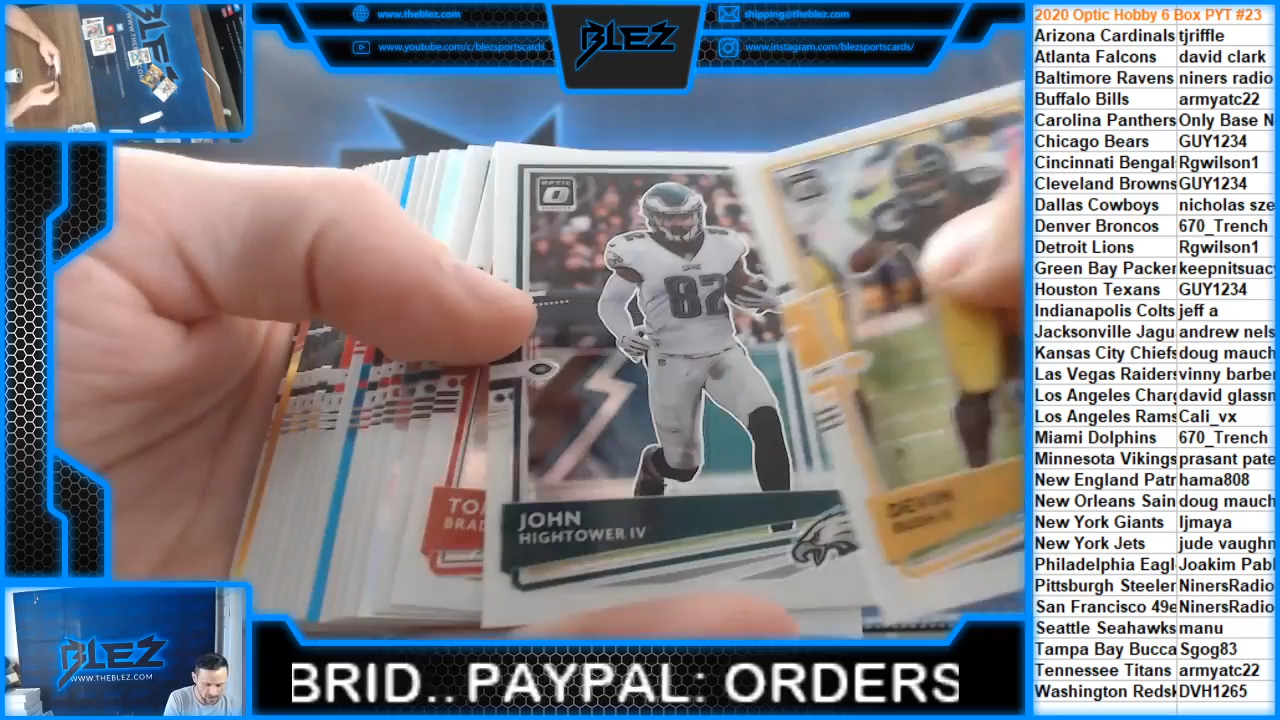 www.theblez.com
www.youtube.com/c/blezsportscards
BLEZ
shipping@theblez.com
www.instagram.com/blezsportscards/
2020 Optic Hobby 6 Box PYT #23
Arizona Cardinals tjriffle
Atlanta Falcons david clark
Baltimore Ravens niners radio
Buffalo Bills armyatc22
Carolina Panthers Only Base N
Chicago Bears GUY1234
Cincinnati Bengal Rgwilson1
Cleveland Browns GUY1234
Dallas Cowboys nicholas sze
Denver Broncos 670_Trench
Detroit Lions Rgwilson1
Green Bay Packer keepnitsuac
Houston Texans GUY1234
Indianapolis Colts jeff a
Jacksonville Jagu andrew nels
Kansas City Chiefs doug mauch
Las Vegas Raiders vinny barbe
Los Angeles Charg david glassn
Los Angeles Rams Cali_vx
Miami Dolphins 670_Trench
Minnesota Vikings prasant pate
New England Patr hama808
New Orleans Sain doug mauch
New York Giants ljmaya
New York Jets jude vaughn
Philadelphia Eagl Joakim Pabl
Pittsburgh Steeler NinersRadio
San Francisco 49e NinersRadio
Seattle Seahawks manu
Tampa Bay Bucca Sgog83
Tennessee Titans armyatc22
Washington Redsk DVH1265
OPTIC
82
TO
BRAD
JOHN
HIGHTOWER IV
DEVIN
BLEZ
WWW.THEBLEZ.COM
BRID.. PAYPAL: ORDERS